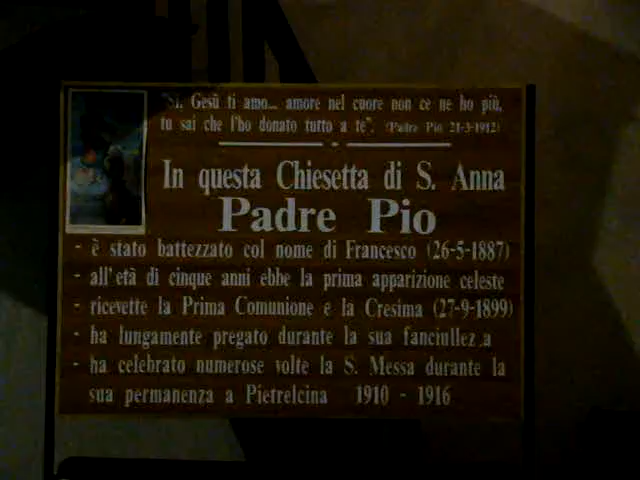 "Sì, Gesù ti amo... amore nel cuore non ce ne ho più,
tu sai che l'ho donato tutto a te". (Padre Pio 21-3-1912)
In questa Chiesetta di S. Anna
Padre Pio
- è stato battezzato col nome di Francesco (26-5-1887)
- all'età di cinque anni ebbe la prima apparizione celeste
- ricevette la Prima Comunione e la Cresima (27-9-1899)
- ha lungamente pregato durante la sua fanciullez.a
- ha celebrato numerose volte la S. Messa durante la
sua permanenza a Pietrelcina 1910 - 1916